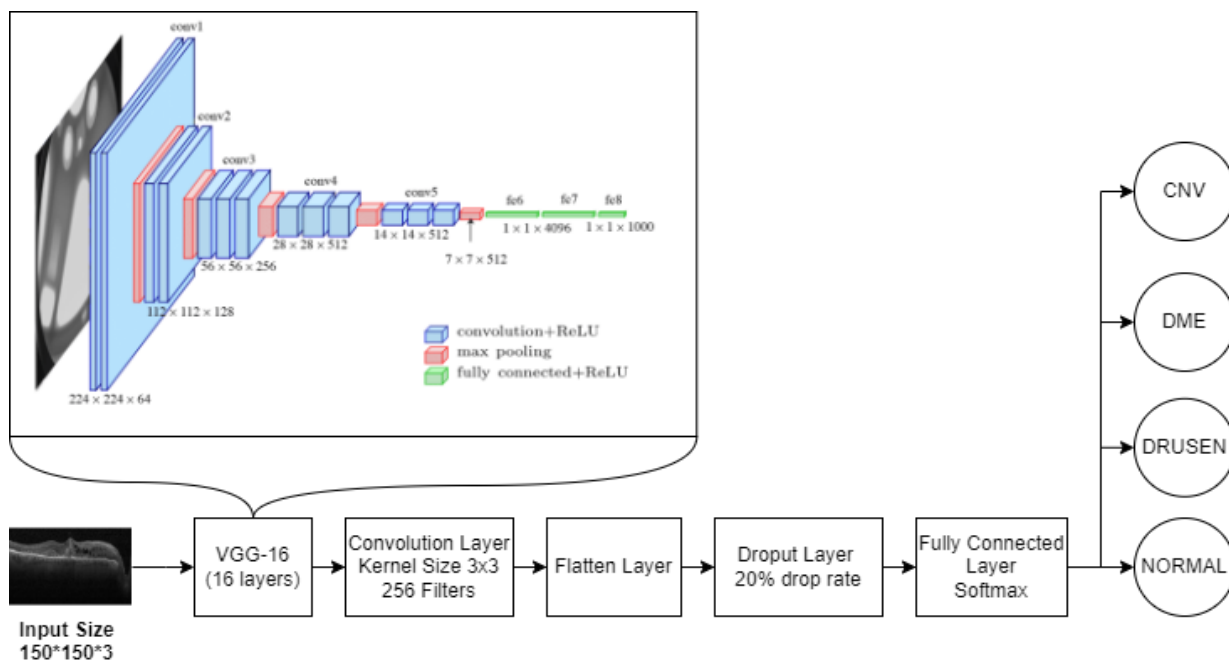 conv1
conv2
conv3
conv4
conv5
fc6
fc7
fc8
1 × 1 × 4096
1 × 1 × 1000
14 × 14 × 512
28 × 28 × 512
7 × 7 × 512
56 × 56 × 256
112 × 112 × 128
224 × 224 × 64
convolution+ReLU
max pooling
fully connected+ReLU
CNV
DME
DRUSEN
NORMAL
VGG-16
(16 layers)
Convolution Layer
Kernel Size 3x3
256 Filters
Flatten Layer
Droput Layer
20% drop rate
Fully Connected
Layer
Softmax
Input Size
150*150*3